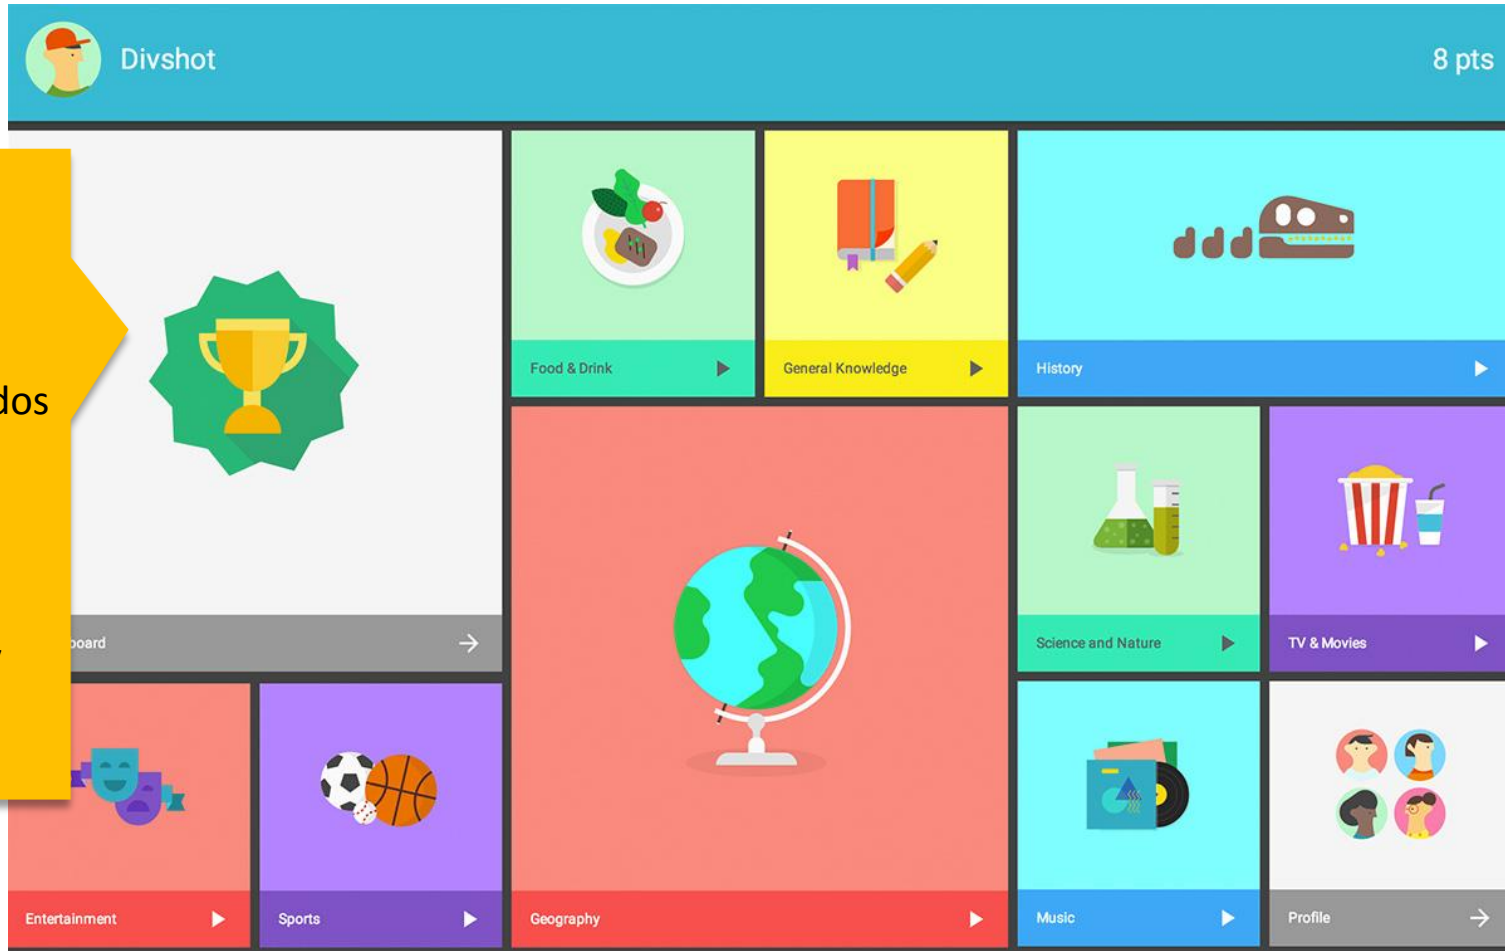 Divshot
8 pts
Food & Drink
General Knowledge
History
dos
board
Science and Nature
TV & Movies
Entertainment
Sports
Geography
Music
Profile